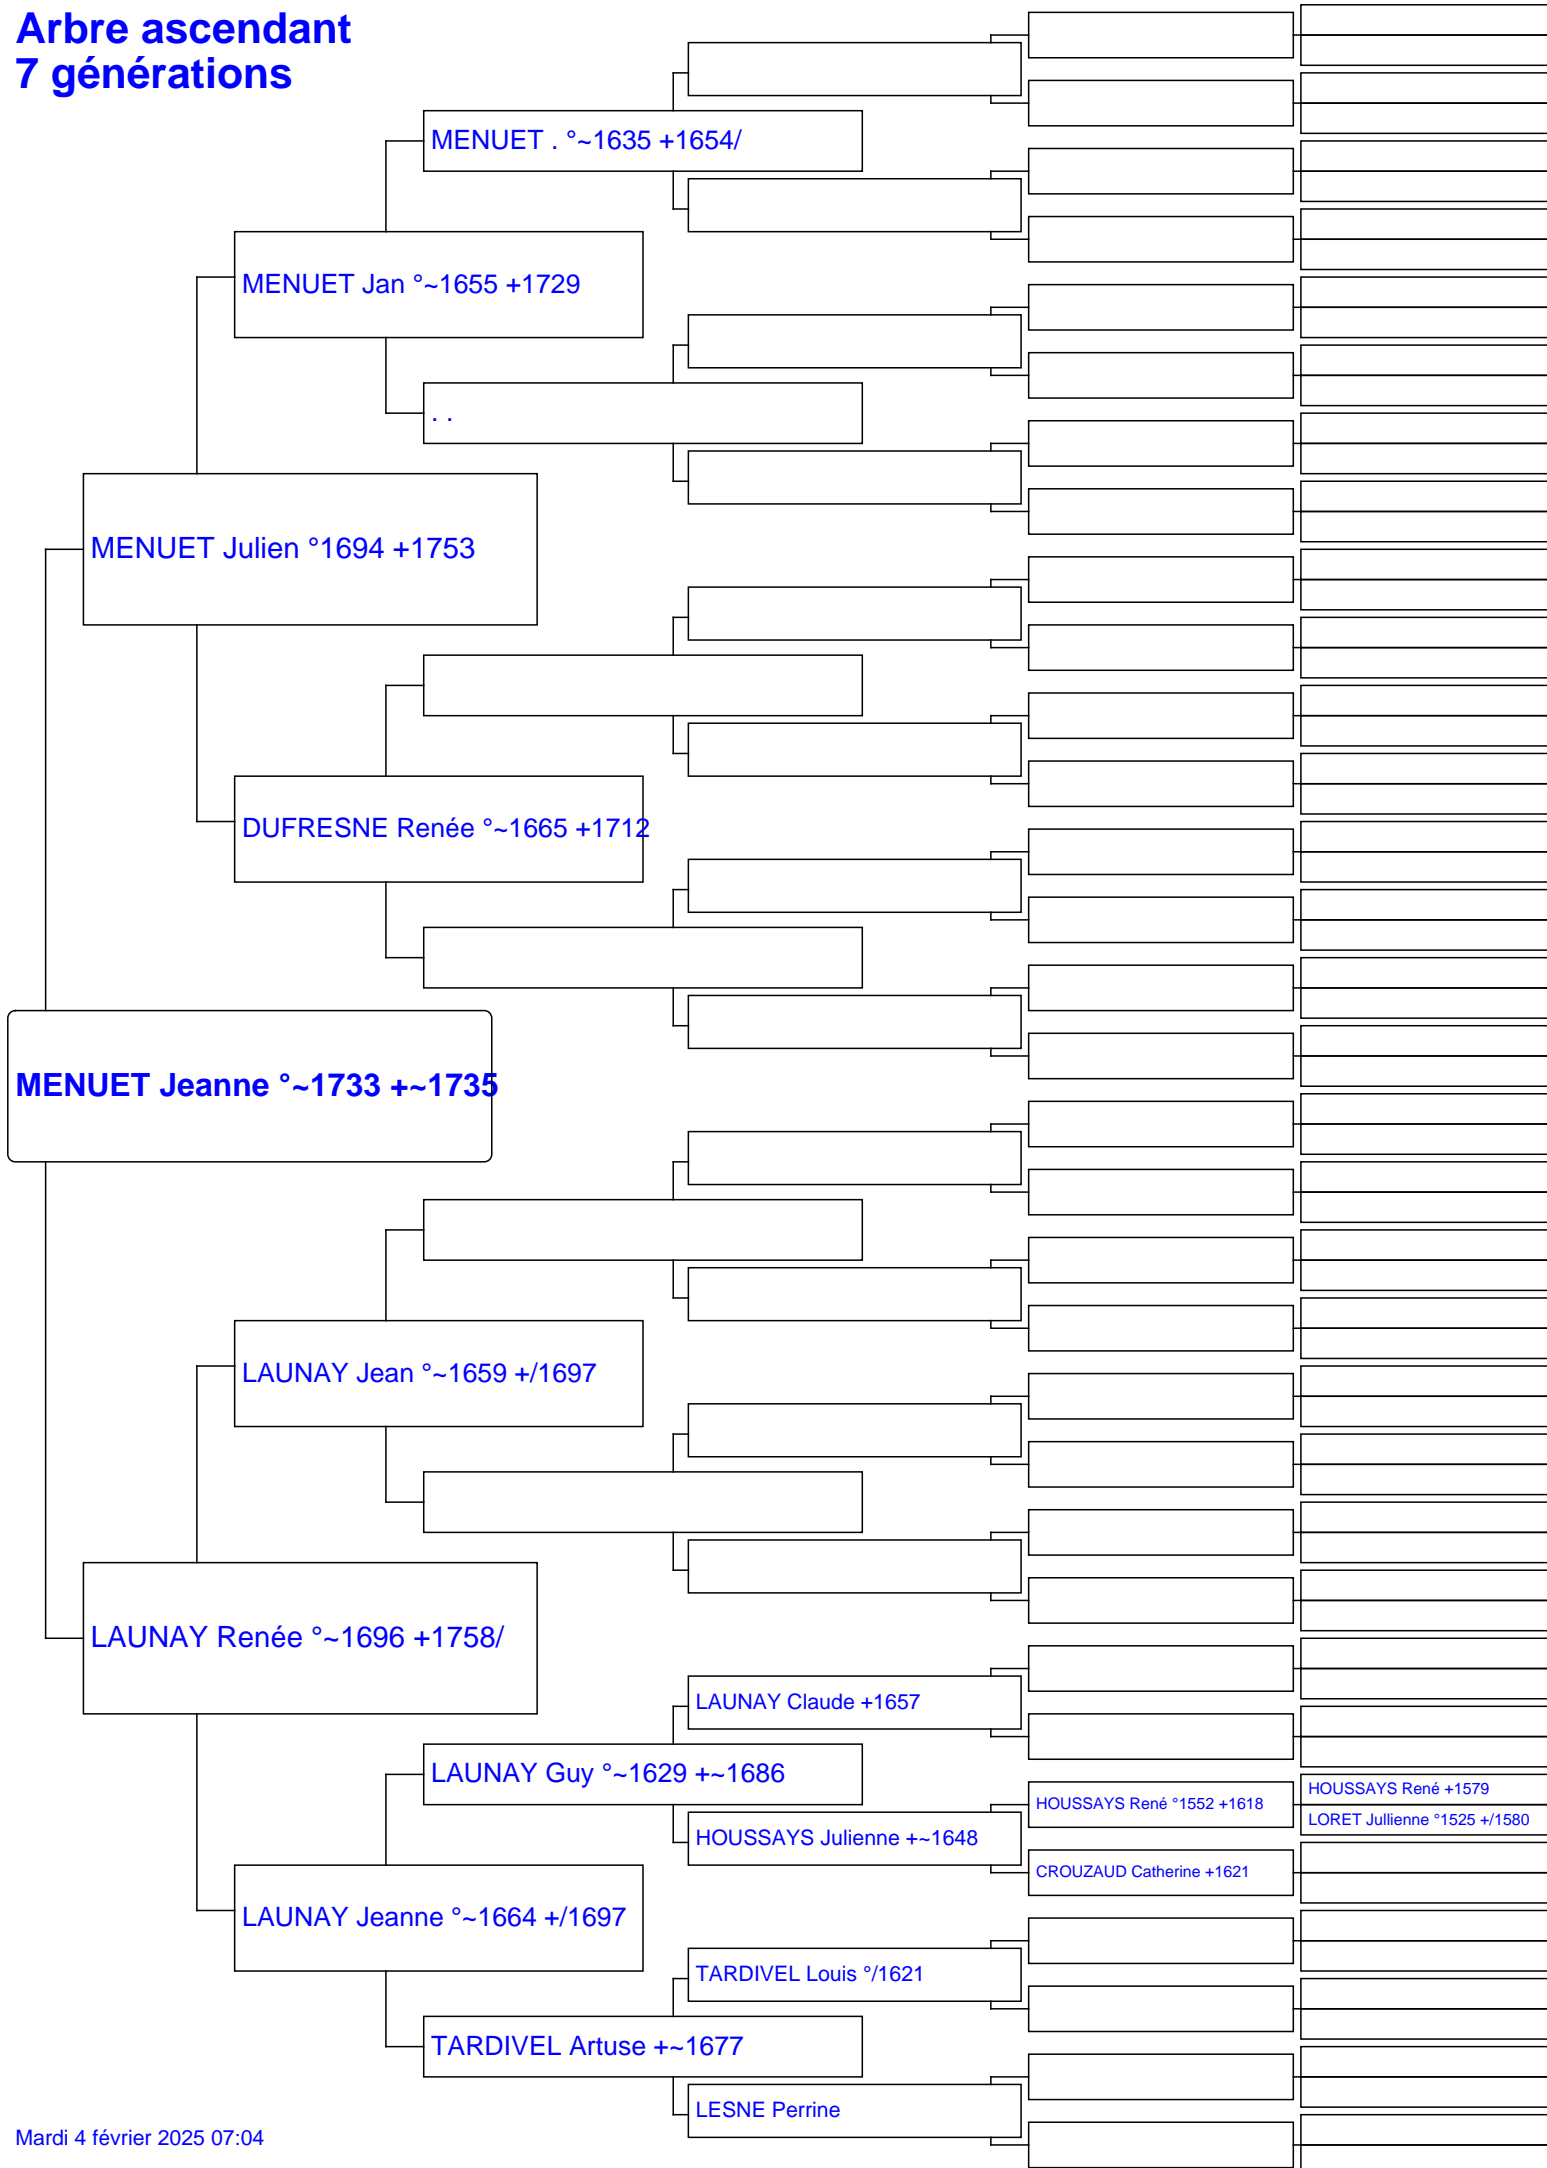 Arbre ascendant
7 générations
MENUET . °~1635 +1654/
MENUET Jan °~1655 +1729
. .
MENUET Julien °1694 +1753
DUFRESNE Renée °~1665 +1712
MENUET Jeanne °~1733 +~1735
LAUNAY Jean °~1659 +/1697
LAUNAY Renée °~1696 +1758/
LAUNAY Claude +1657
LAUNAY Guy °~1629 +~1686
HOUSSAYS René +1579
HOUSSAYS René °1552 +1618
LORET Jullienne °1525 +/1580
HOUSSAYS Julienne +~1648
CROUZAUD Catherine +1621
LAUNAY Jeanne °~1664 +/1697
TARDIVEL Louis °/1621
TARDIVEL Artuse +~1677
LESNE Perrine
Mardi 4 février 2025 07:04